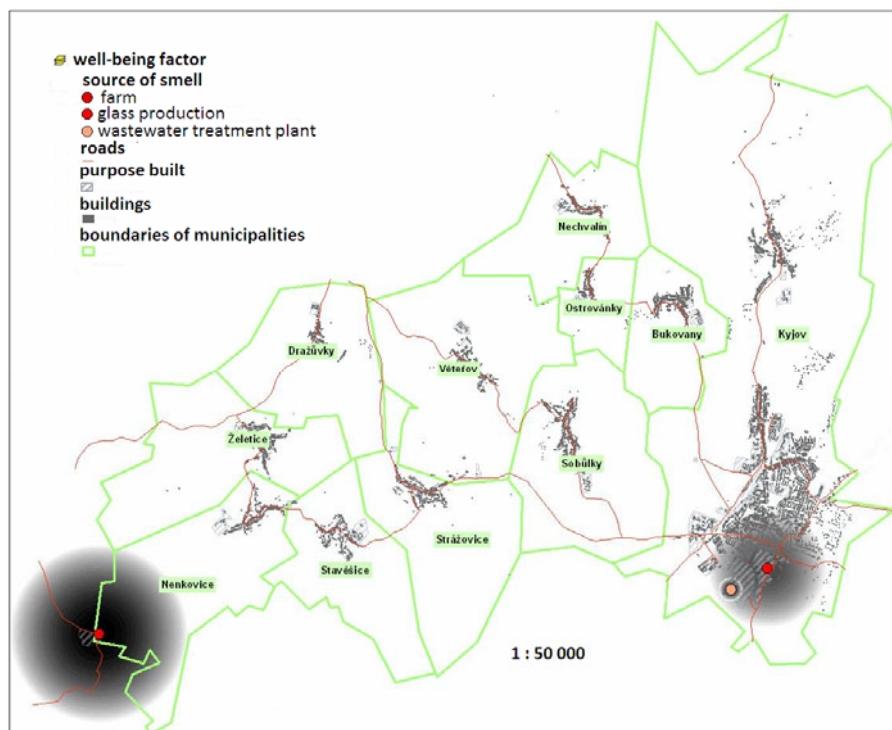 well-being factor
source of smell
farm
glass production
wastewater treatment plant
roads
purpose built
buildings
boundaries of municipalities
Nechvalín
Ostrovánky
Bukovany
Kyjov
Dražůvky
Věteřov
Želetice
Sobůlky
Strážovice
Stavěšice
Nenkovice
1 : 50 000